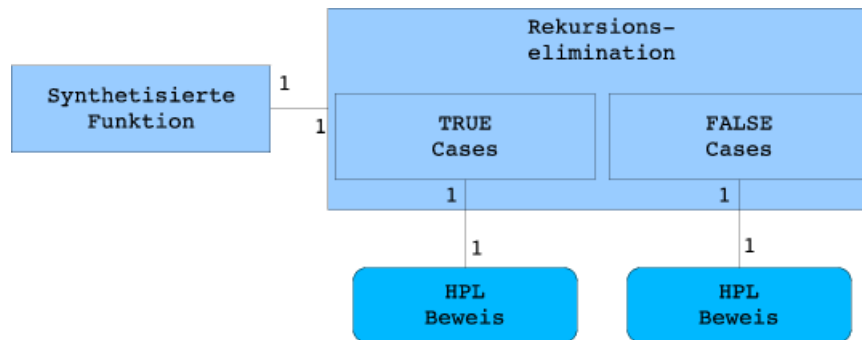 Rekursions-
elimination
Synthetisierte
Funktion
1
1
TRUE
Cases
FALSE
Cases
1
1
1
1
HPL
Beweis
HPL
Beweis